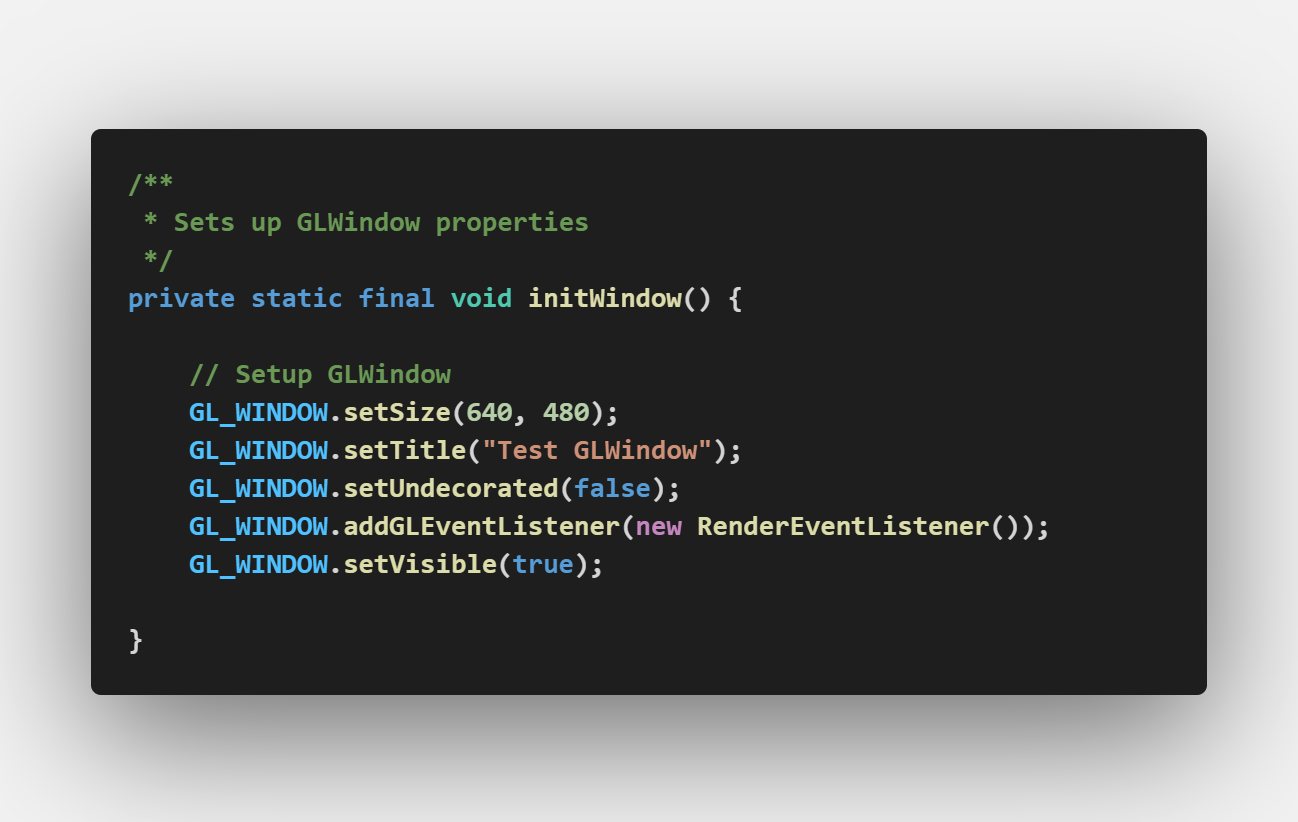 /**
 * Sets up GLWindow properties
 */
private static final void initWindow() {
    // Setup GLWindow
    GL_WINDOW.setSize(640, 480);
    GL_WINDOW.setTitle("Test GLWindow");
    GL_WINDOW.setUndecorated(false);
    GL_WINDOW.addGLEventListener(new RenderEventListener());
    GL_WINDOW.setVisible(true);
}